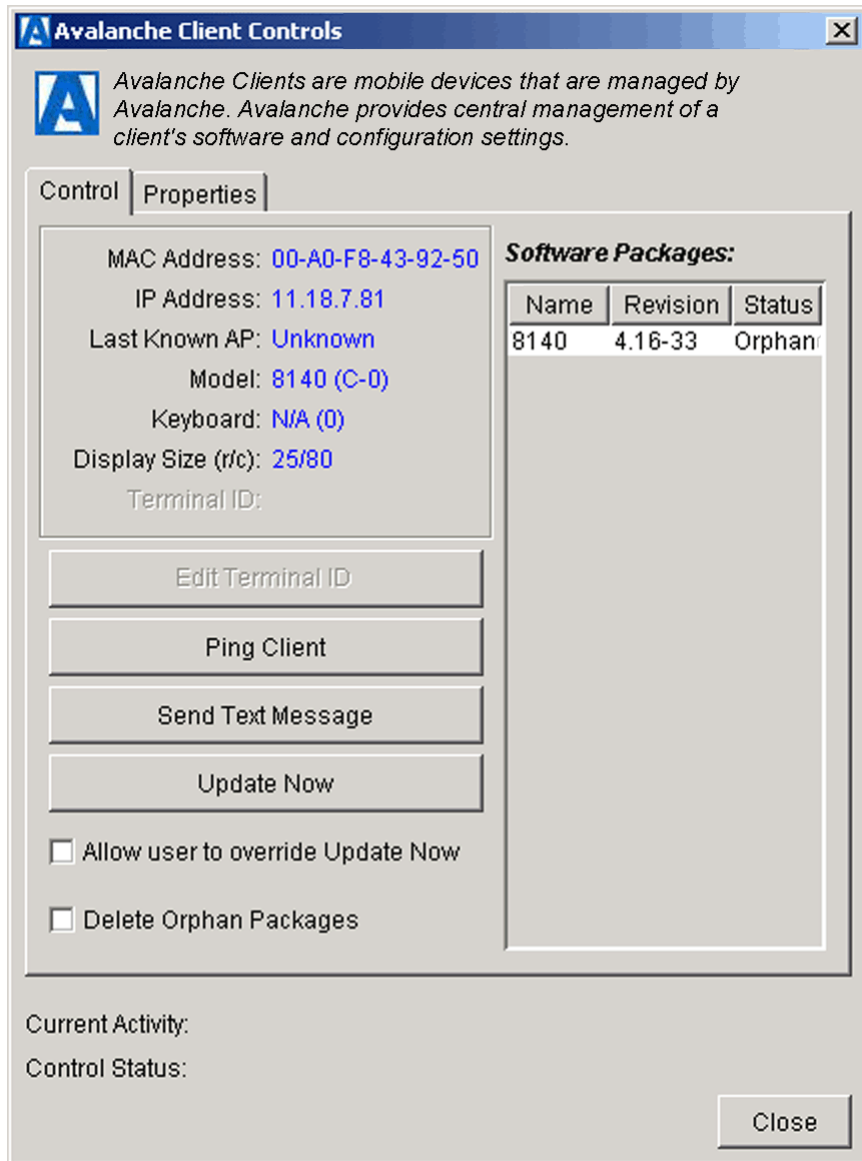 Avalanche Client Controls
Avalanche Clients are mobile devices that are managed by
Avalanche. Avalanche provides central management of a
client's software and configuration settings.
Control
Properties
MAC Address: 00-A0-F8-43-92-50
IP Address: 11.18.7.81
Last Known AP: Unknown
Model: 8140 (C-0)
Keyboard: N/A (0)
Display Size (r/c): 25/80
Terminal ID:
Edit Terminal ID
Ping Client
Send Text Message
Update Now
Allow user to override Update Now
Delete Orphan Packages
Software Packages:
Name Revision Status
8140 4.16-33 Orphan
Current Activity:
Control Status:
Close